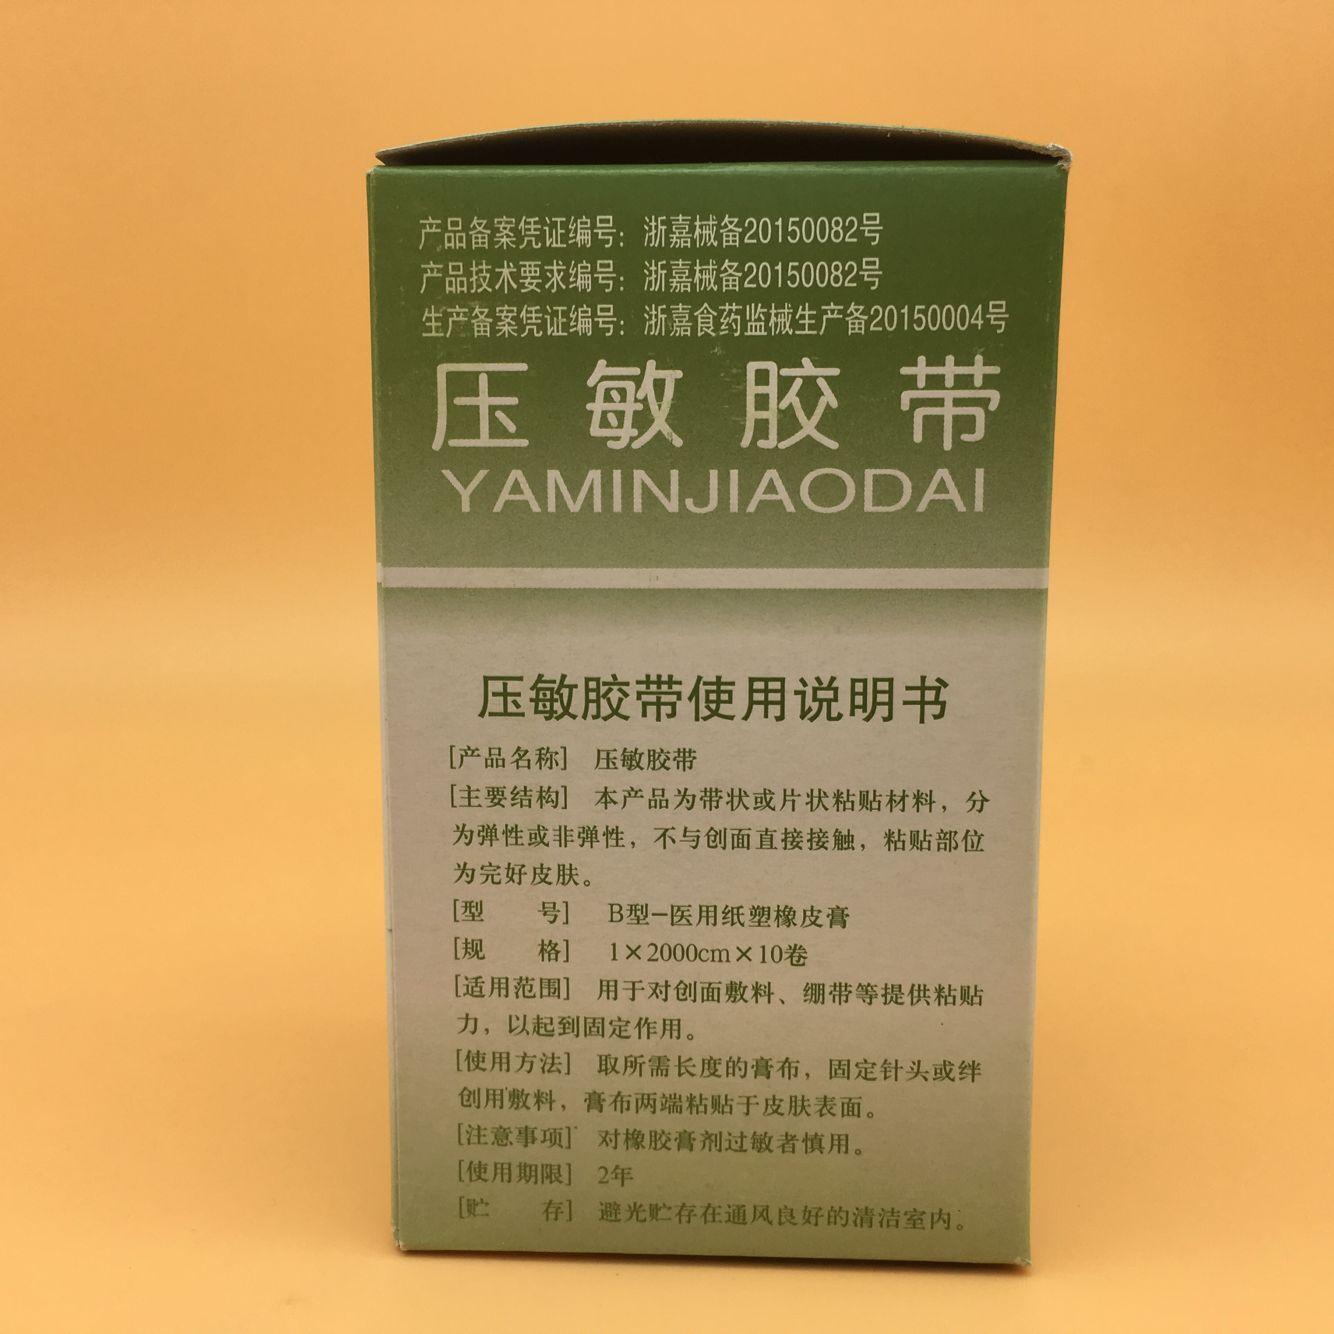 产品备案凭证编号：浙嘉械备20150082号
产品技术要求编号：浙嘉械备20150082号
生产备案凭证编号：浙嘉食药监械生产备20150004号
压敏胶带
YAMINJIAODAI
压敏胶带使用说明书
[产品名称] 压敏胶带
[主要结构] 本产品为带状或片状粘贴材料，分
为弹性或非弹性，不与创面直接接触，粘贴部位
为完好皮肤。
[型 号] B型-医用纸塑橡皮膏
[规 格] 1×2000cm×10卷
[适用范围] 用于对创面敷料、绷带等提供粘贴
力，以起到固定作用。
[使用方法] 取所需长度的膏布，固定针头或绊
创用敷料，膏布两端粘贴于皮肤表面。
[注意事项] 对橡胶膏剂过敏者慎用。
[使用期限] 2年
[贮 存] 避光贮存在通风良好的清洁室内。